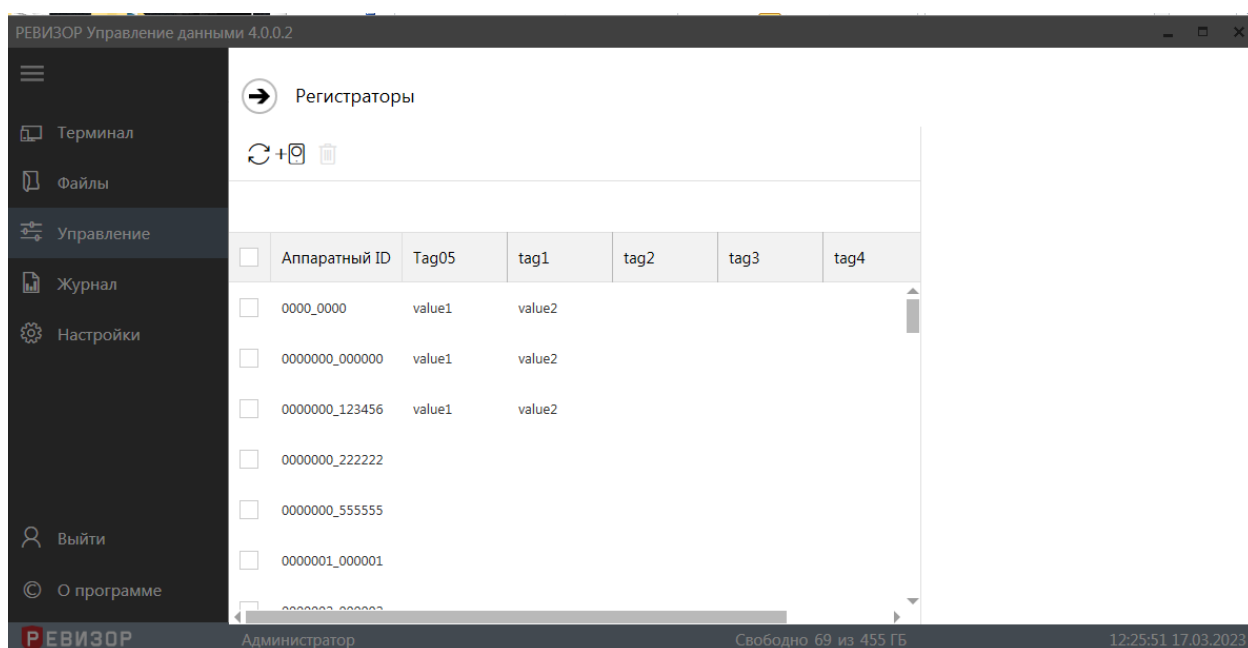 РЕВИЗОР Управление данными 4.0.0.2
Регистраторы
Терминал
Файлы
Управление
Журнал
Настройки
Выйти
О программе
Аппаратный ID Tag05 tag1 tag2 tag3 tag4
0000_0000 value1 value2
0000000_000000 value1 value2
0000000_123456 value1 value2
0000000_222222
0000000_555555
0000001_000001
РЕВИЗОР Администратор Свободно 69 из 455 ГБ 12:25:51 17.03.2023